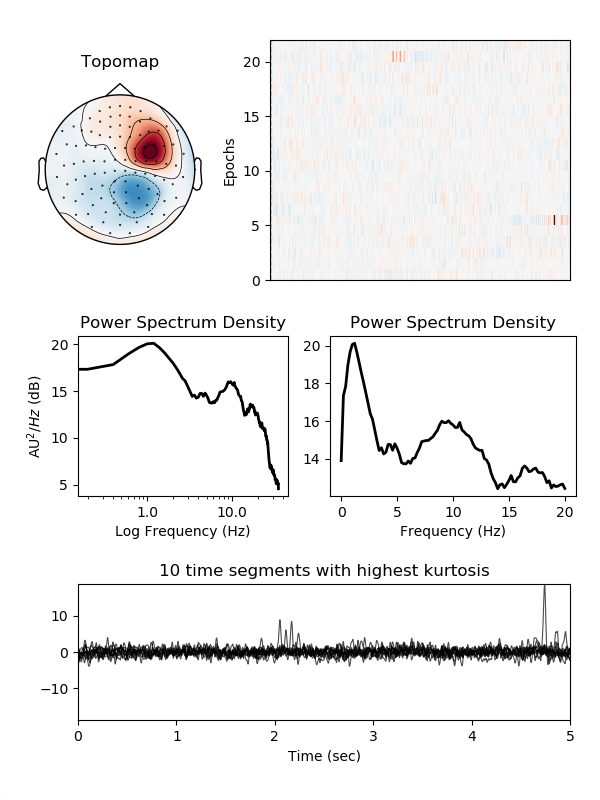 Topomap
Epochs
20
15
10
5
0
Power Spectrum Density
AU²/Hz (dB)
20
15
10
5
1.0 10.0
Log Frequency (Hz)
Power Spectrum Density
20
18
16
14
0 5 10 15 20
Frequency (Hz)
10 time segments with highest kurtosis
10
0
−10
0 1 2 3 4 5
Time (sec)